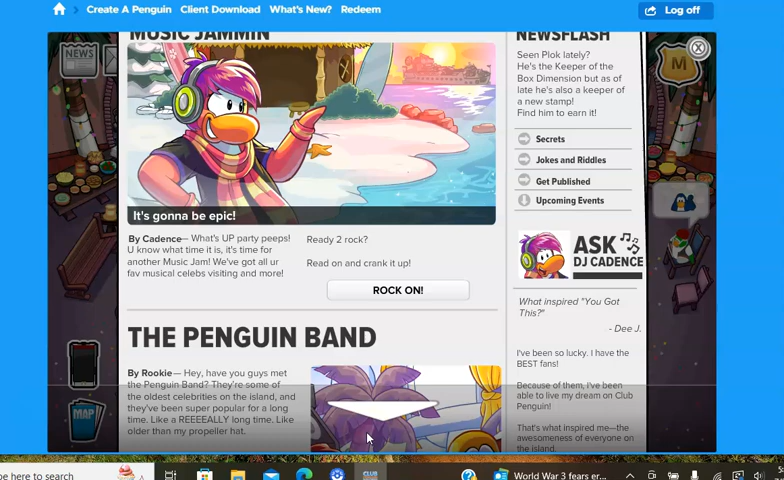 Create A Penguin
Client Download
What's New?
Redeem
Log off
NEWS
M
MUSIC JAMMIN
It's gonna be epic!
By Cadence— What's UP party peeps!
U know what time it is, it's time for
another Music Jam! We've got all ur
fav musical celebs visiting and more!
Ready 2 rock?
Read on and crank it up!
ROCK ON!
THE PENGUIN BAND
By Rookie— Hey, have you guys met
the Penguin Band? They're some of
the oldest celebrities on the island, and
they've been super popular for a long
time. Like a REEEEALLY long time. Like
older than my propeller hat.
NEWSFLASH
Seen Plok lately?
He's the Keeper of the
Box Dimension but as of
late he's also a keeper of
a new stamp!
Find him to earn it!
Secrets
Jokes and Riddles
Get Published
Upcoming Events
ASK
DJ CADENCE
What inspired "You Got
This?"
- Dee J.
I've been so lucky. I have the
BEST fans!
Because of them, I've been
able to live my dream on Club
Penguin!
That's what inspired me—the
awesomeness of everyone on
the island.
MAP
pe here to search
CLUB
World War 3 fears er...